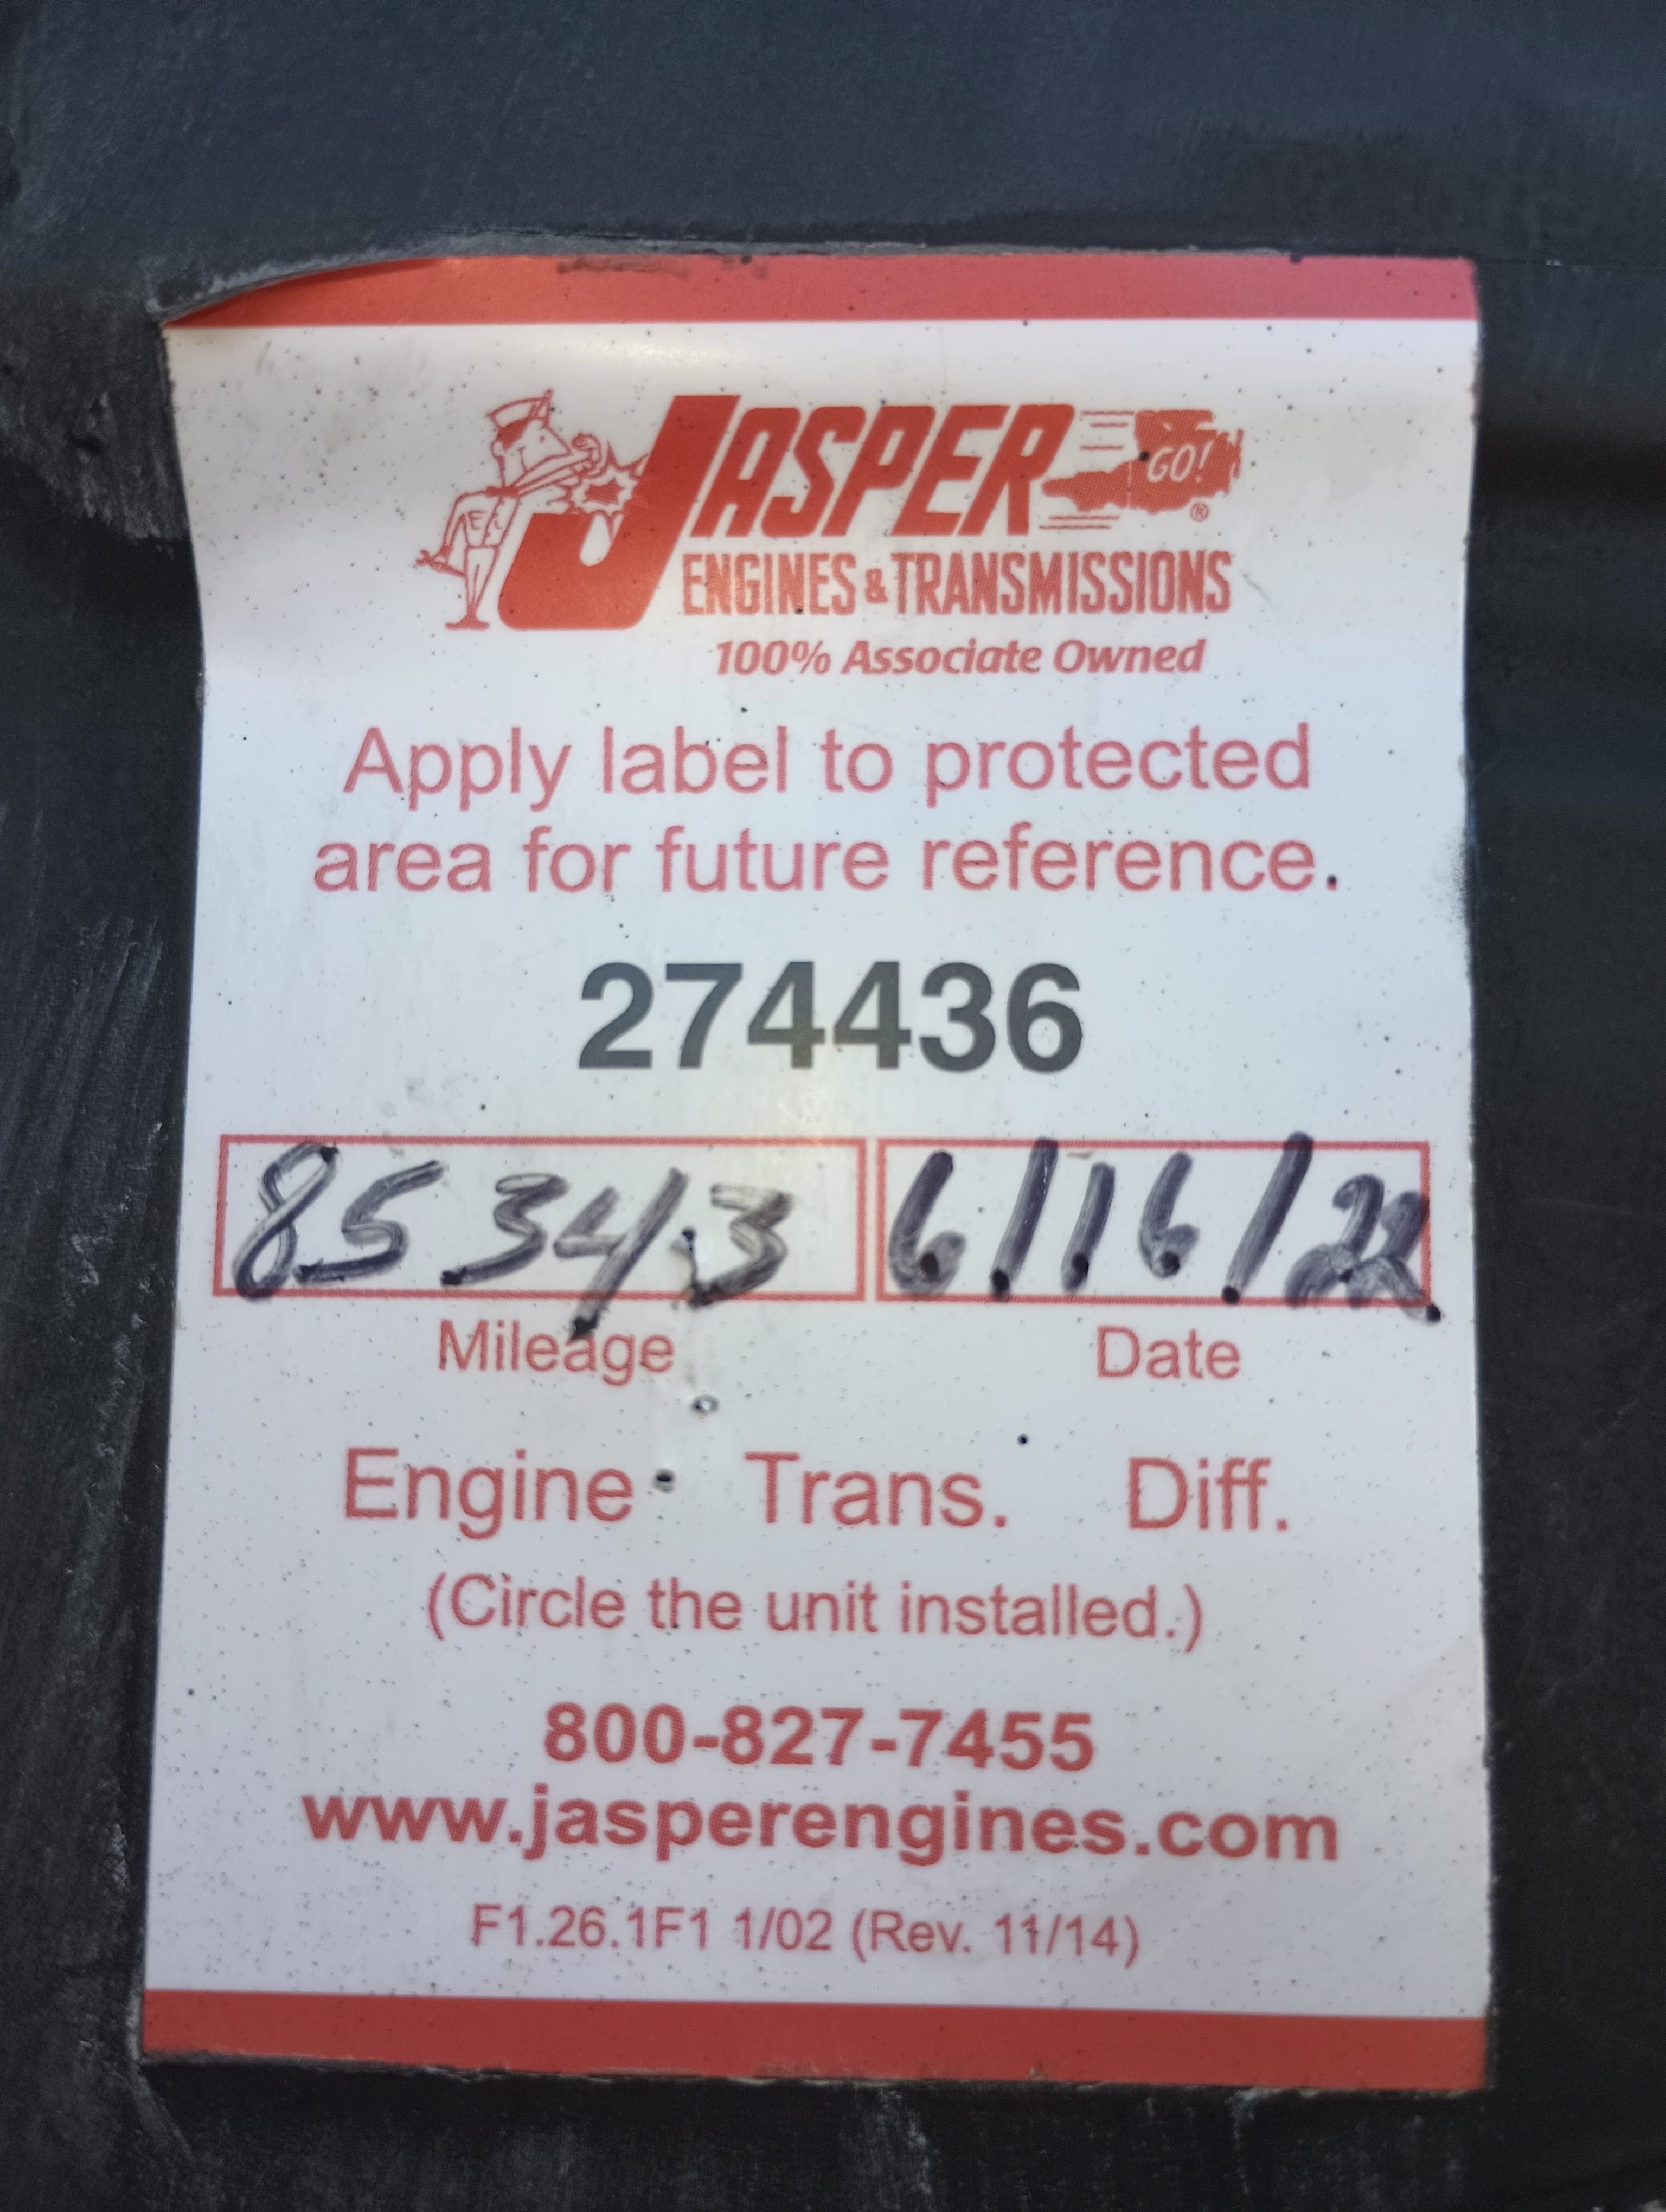 JASPER GO!®
ENGINES & TRANSMISSIONS
100% Associate Owned
Apply label to protected
area for future reference.
274436
85343 6/16/22
Mileage Date
Engine Trans. Diff.
(Circle the unit installed.)
800-827-7455
www.jasperengines.com
F1.26.1F1 1/02 (Rev. 11/14)